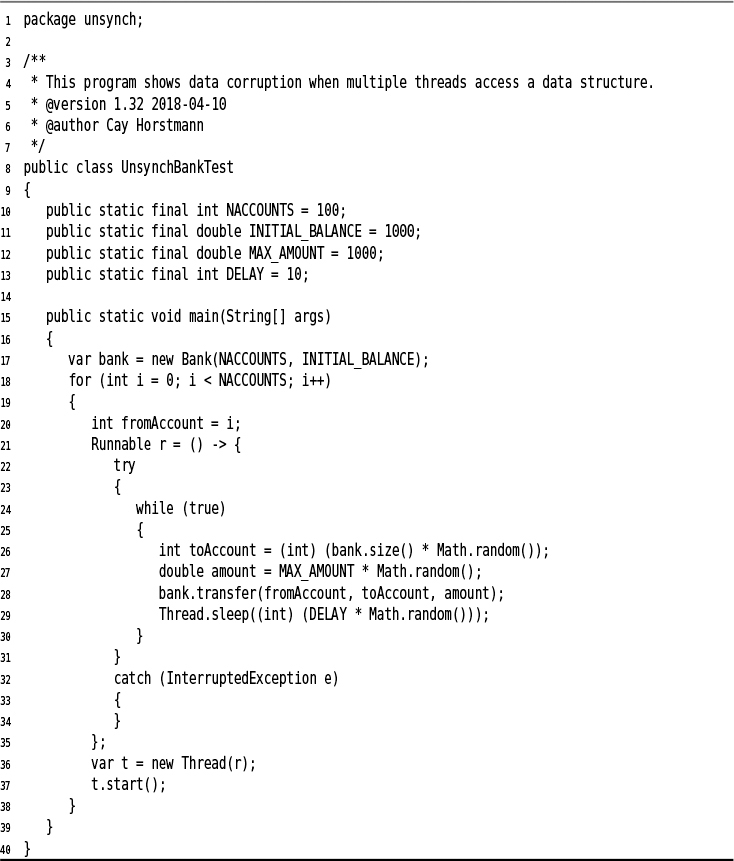 1 package unsynch;
2
3 /**
4  * This program shows data corruption when multiple threads access a data structure.
5  * @version 1.32 2018-04-10
6  * @author Cay Horstmann
7  */
8 public class UnsynchBankTest
9 {
10    public static final int NACCOUNTS = 100;
11    public static final double INITIAL_BALANCE = 1000;
12    public static final double MAX_AMOUNT = 1000;
13    public static final int DELAY = 10;
14
15    public static void main(String[] args)
16    {
17       var bank = new Bank(NACCOUNTS, INITIAL_BALANCE);
18       for (int i = 0; i < NACCOUNTS; i++)
19       {
20          int fromAccount = i;
21          Runnable r = () -> {
22             try
23             {
24                while (true)
25                {
26                   int toAccount = (int) (bank.size() * Math.random());
27                   double amount = MAX_AMOUNT * Math.random();
28                   bank.transfer(fromAccount, toAccount, amount);
29                   Thread.sleep((int) (DELAY * Math.random()));
30                }
31             }
32             catch (InterruptedException e)
33             {
34             }
35          };
36          var t = new Thread(r);
37          t.start();
38       }
39    }
40 }